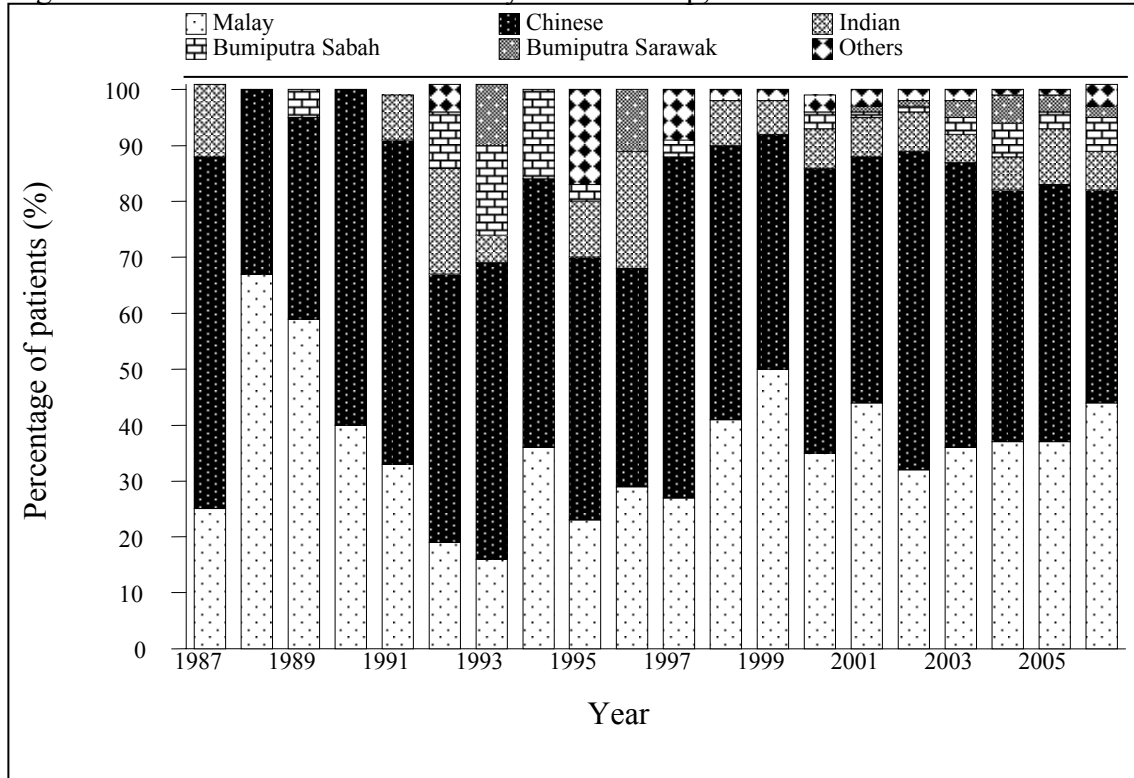 Malay Chinese Indian
Bumiputra Sabah Bumiputra Sarawak Others
Percentage of patients (%)
100
90
80
70
60
50
40
30
20
10
0
1987 1989 1991 1993 1995 1997 1999 2001 2003 2005
Year